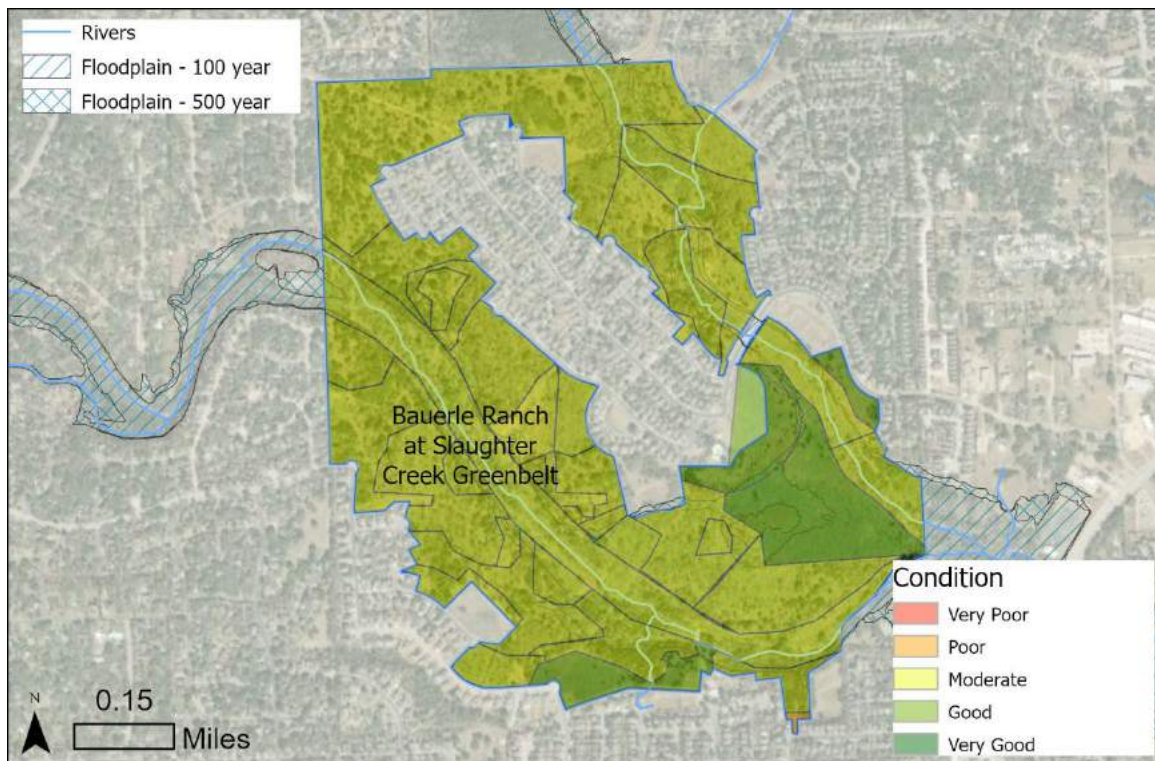 Rivers
Floodplain - 100 year
Floodplain - 500 year
Bauerle Ranch
at Slaughter
Creek Greenbelt
Condition
Very Poor
Poor
Moderate
Good
Very Good
N
0.15
Miles